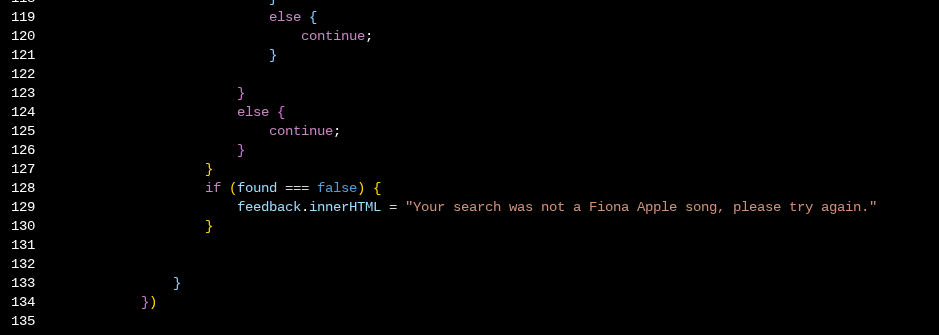 119 else {
120 continue;
121 }
122
123 }
124 else {
125 continue;
126 }
127 }
128 if (found === false) {
129 feedback.innerHTML = "Your search was not a Fiona Apple song, please try again."
130 }
131
132
133 }
134 })
135